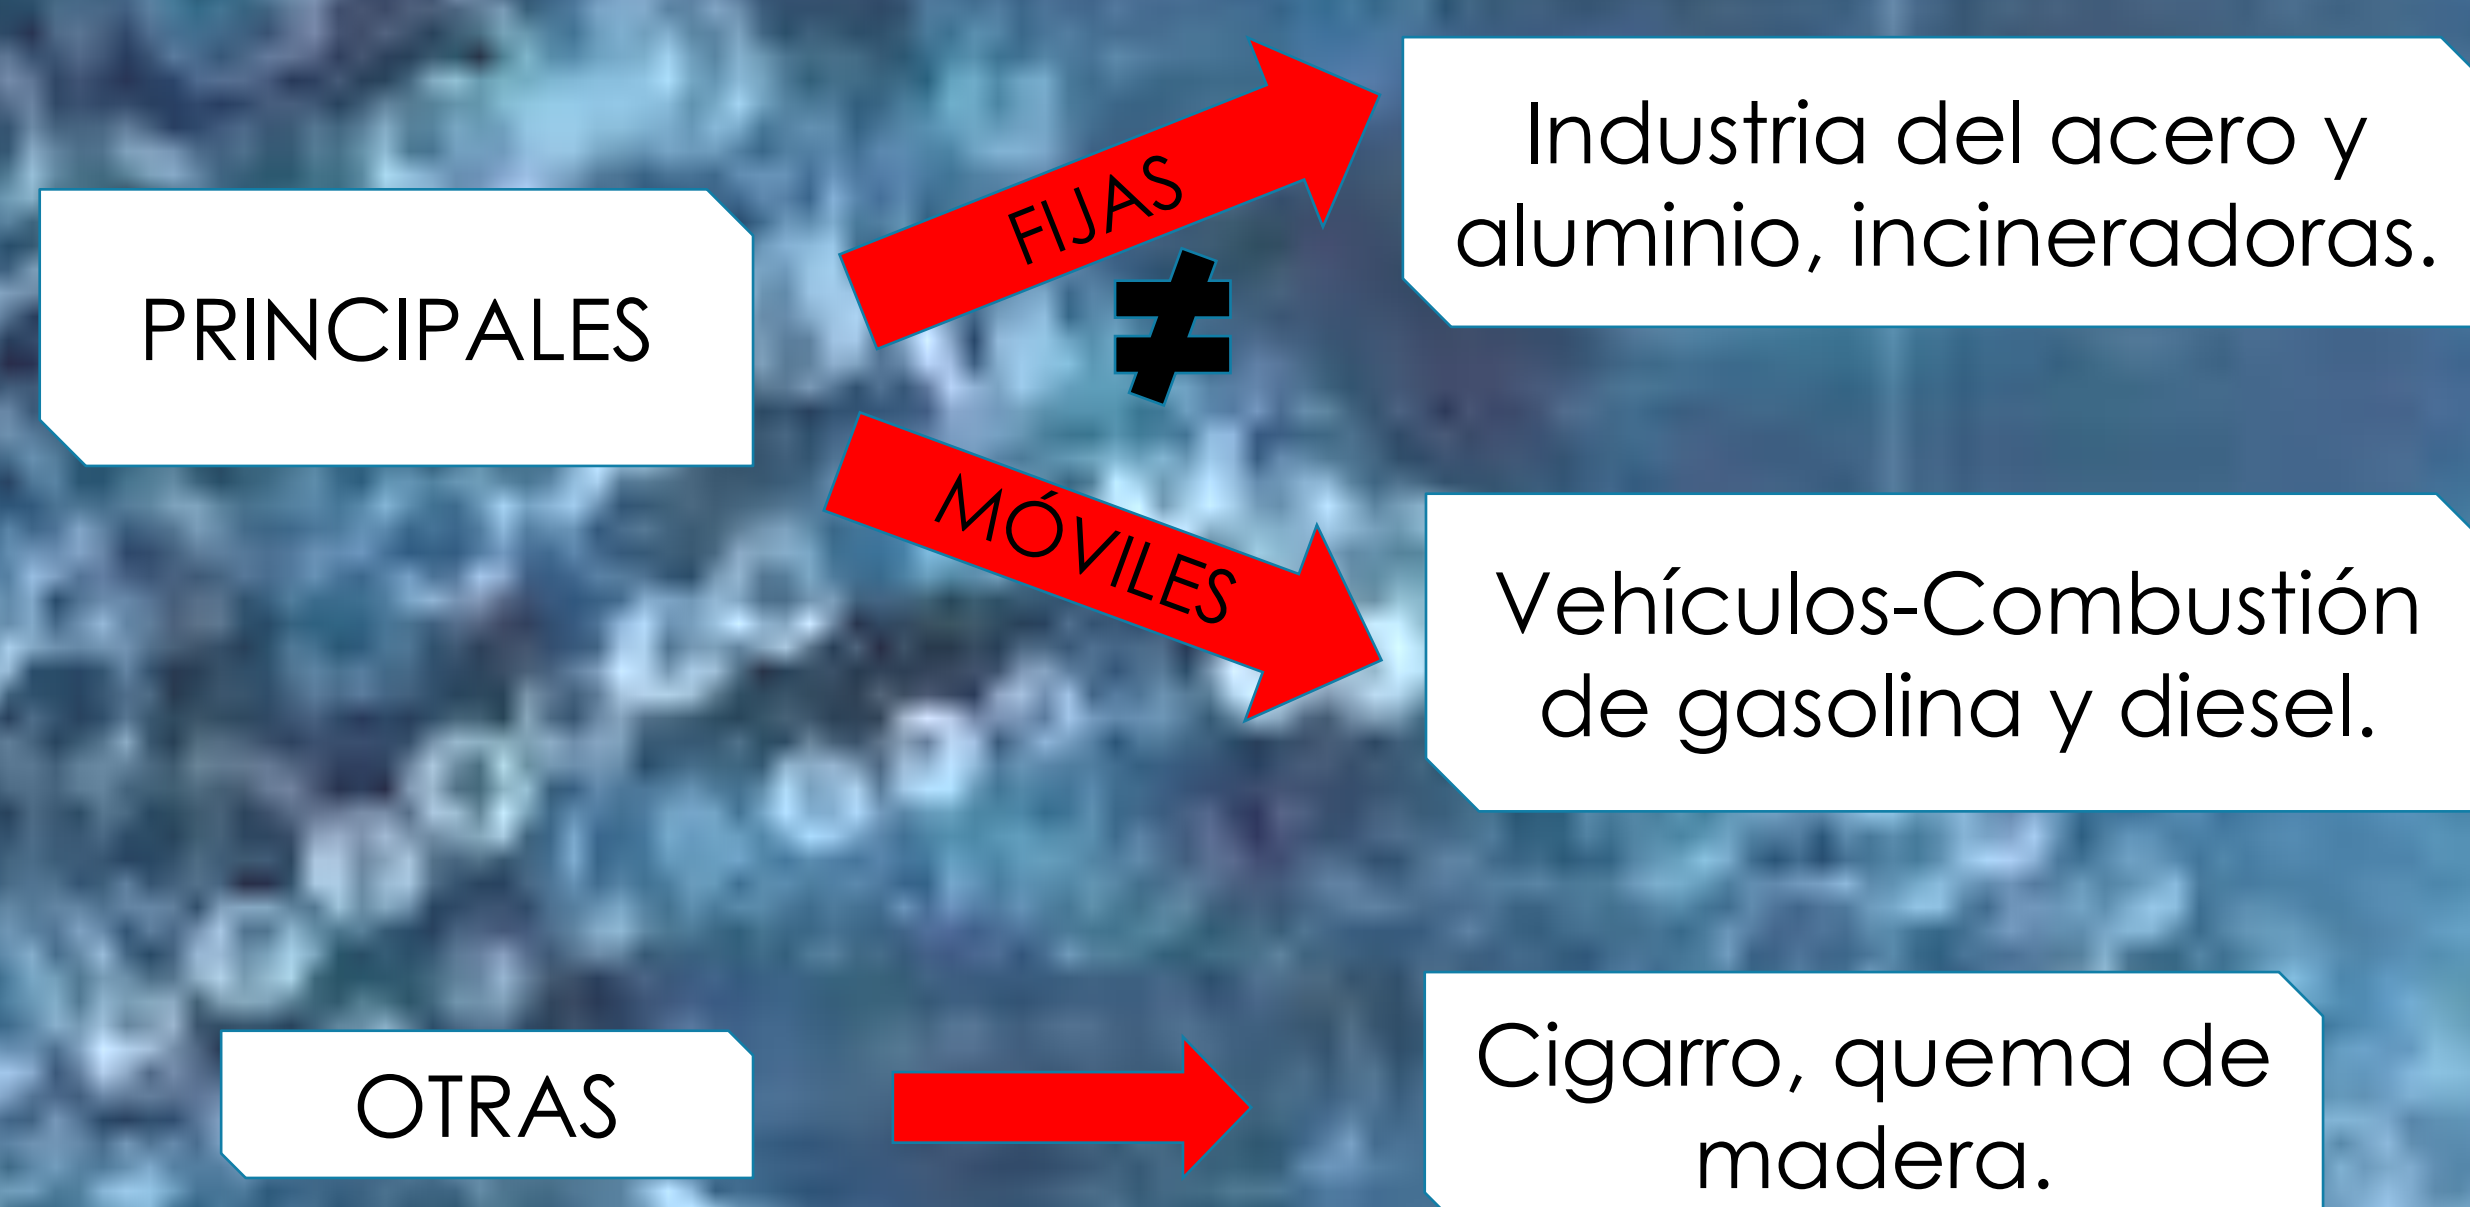 PRINCIPALES
FIJAS
≠
MÓVILES
Industria del acero y
aluminio, incineradoras.
Vehículos-Combustión
de gasolina y diesel.
OTRAS
Cigarro, quema de
madera.